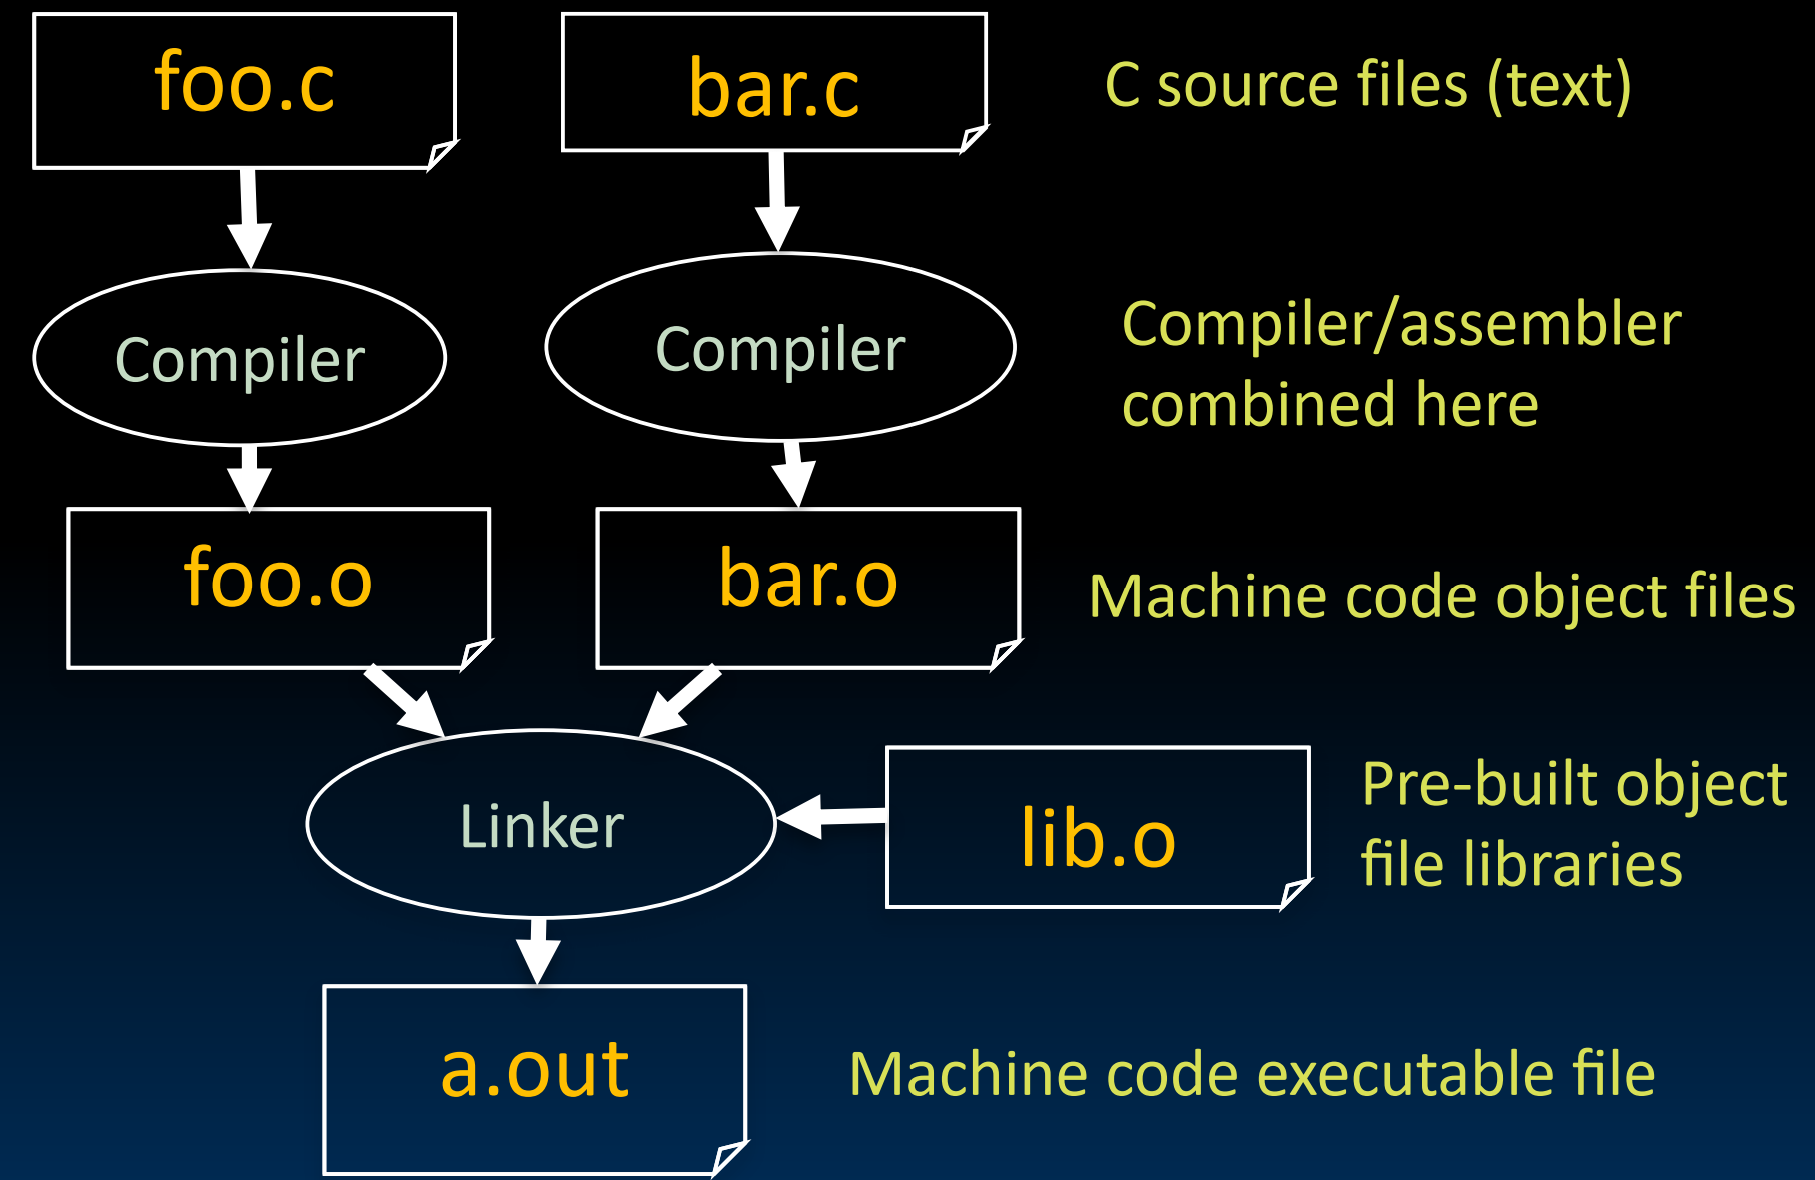 foo.c
bar.c
C source files (text)
Compiler
Compiler
Compiler/assembler
combined here
foo.o
bar.o
Machine code object files
Linker
lib.o
Pre-built object
file libraries
a.out
Machine code executable file